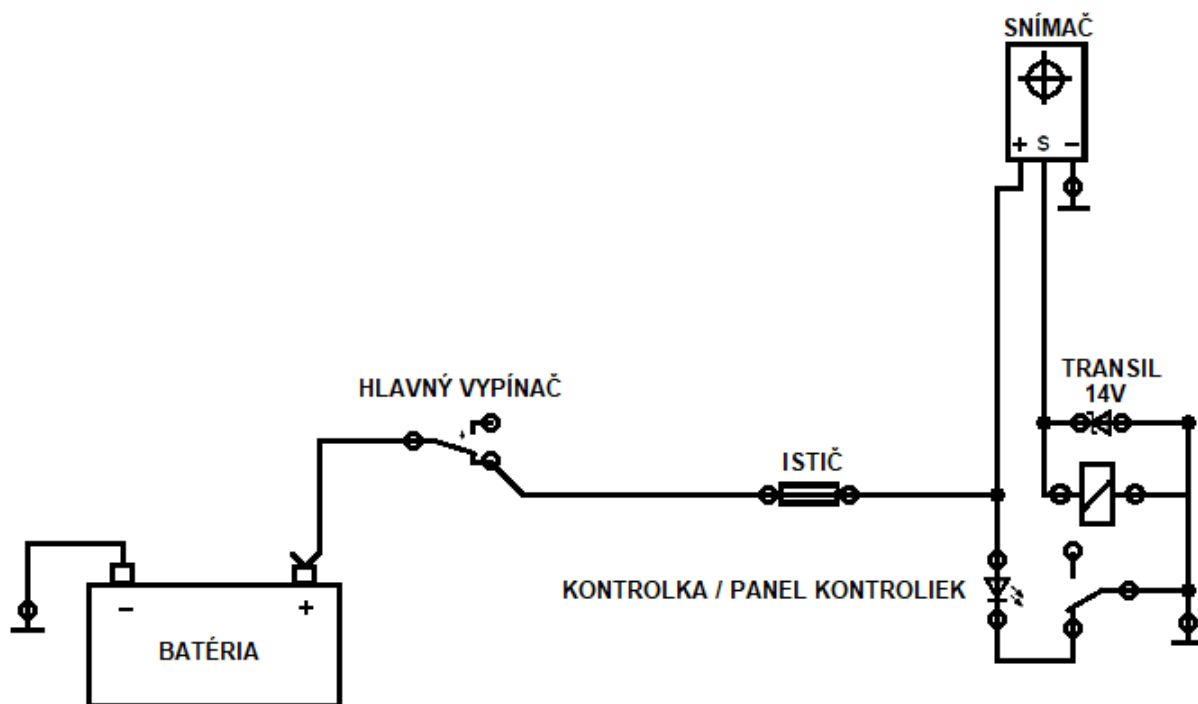 SNÍMAČ
+ S −
TRANSIL
14V
HLAVNÝ VYPÍNAČ
ISTIČ
KONTROLKA / PANEL KONTROLIEK
− +
BATÉRIA